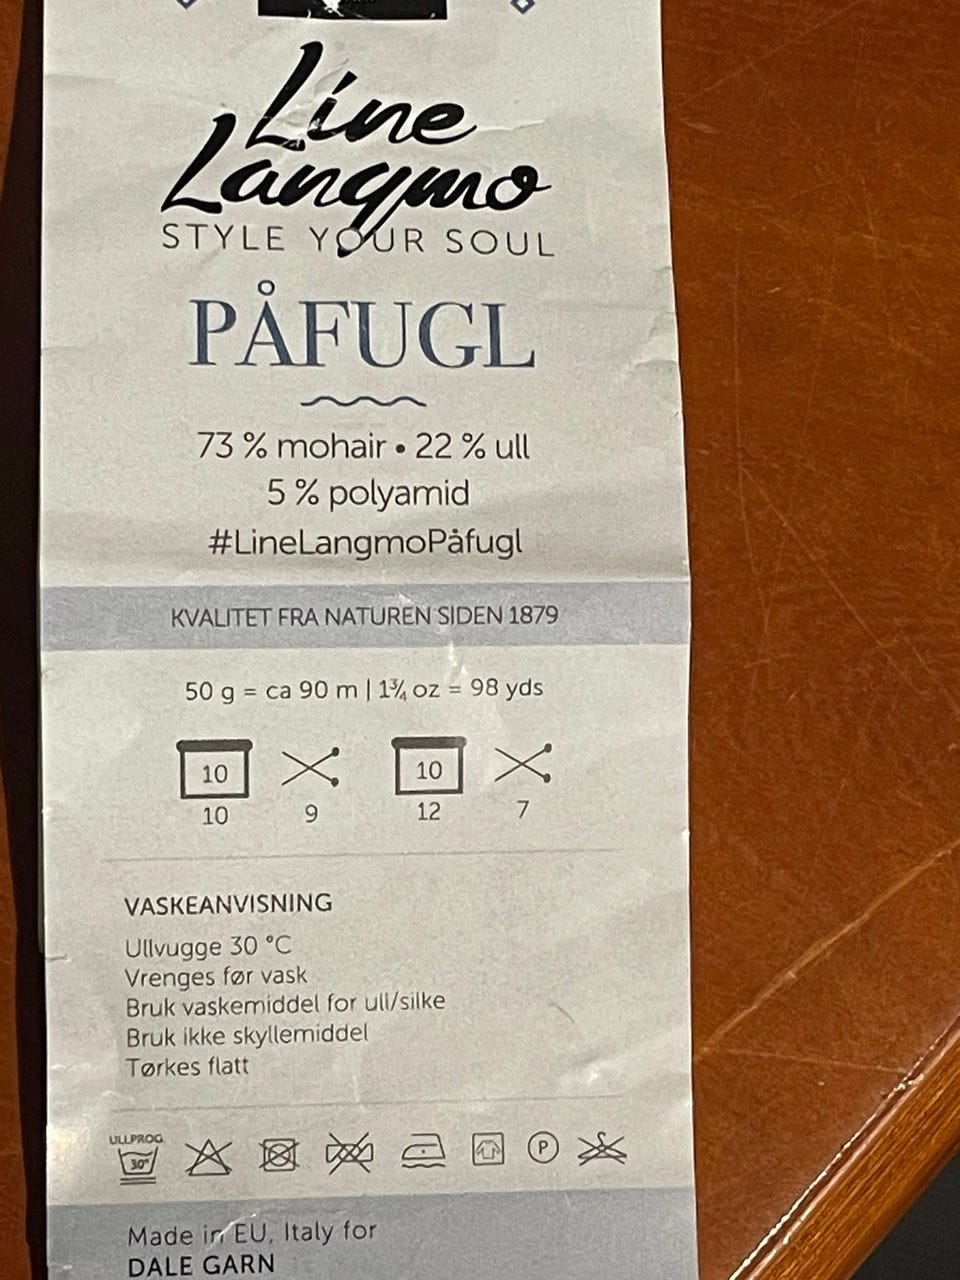 Line
Langmo
STYLE YOUR SOUL
PÅFUGL
73 % mohair • 22 % ull
5 % polyamid
#LineLangmoPåfugl
KVALITET FRA NATUREN SIDEN 1879
50 g = ca 90 m | 1¾ oz = 98 yds
10 10
10 9 12 7
VASKEANVISNING
Ullvugge 30 °C
Vrenges før vask
Bruk vaskemiddel for ull/silke
Bruk ikke skyllemiddel
Tørkes flatt
ULLPROG.
30° P
Made in EU, Italy for
DALE GARN